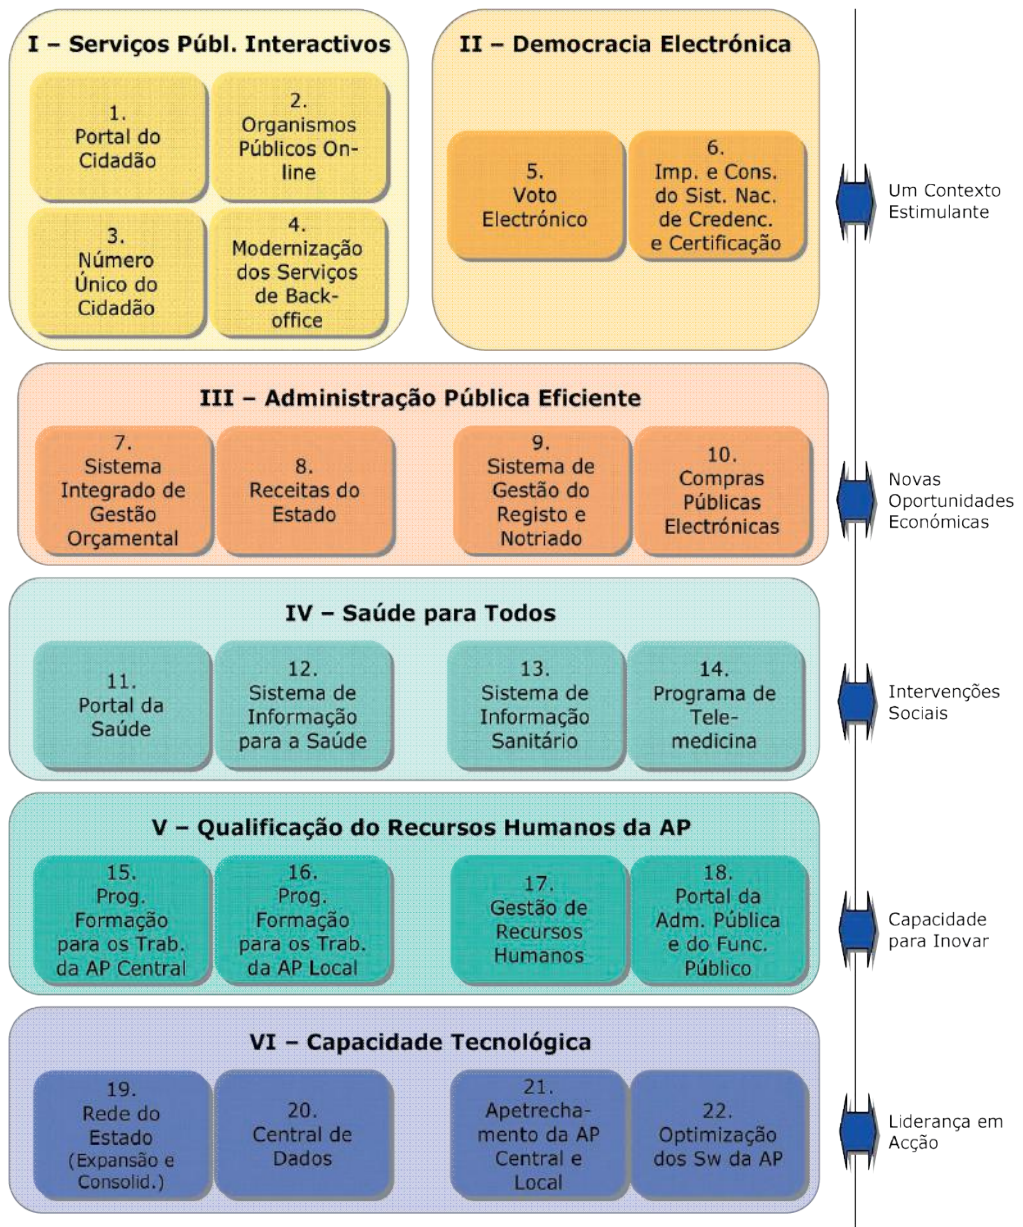 I – Serviços Públ. Interactivos
1.
Portal do
Cidadão
2.
Organismos
Públicos On-
line
3.
Número
Único do
Cidadão
4.
Modernização
dos Serviços
de Back-
office
II – Democracia Electrónica
5.
Voto
Electrónico
6.
Imp. e Cons.
do Sist. Nac.
de Credenc.
e Certificação
Um Contexto
Estimulante
III – Administração Pública Eficiente
7.
Sistema
Integrado de
Gestão
Orçamental
8.
Receitas do
Estado
9.
Sistema de
Gestão do
Registo e
Notriado
10.
Compras
Públicas
Electrónicas
Novas
Oportunidades
Económicas
IV – Saúde para Todos
11.
Portal da
Saúde
12.
Sistema de
Informação
para a Saúde
13.
Sistema de
Informação
Sanitário
14.
Programa de
Tele-
medicina
Intervenções
Sociais
V – Qualificação do Recursos Humanos da AP
15.
Prog.
Formação
para os Trab.
da AP Central
16.
Prog.
Formação
para os Trab.
da AP Local
17.
Gestão de
Recursos
Humanos
18.
Portal da
Adm. Pública
e do Func.
Público
Capacidade
para Inovar
VI – Capacidade Tecnológica
19.
Rede do
Estado
(Expansão e
Consolid.)
20.
Central de
Dados
21.
Apetrecha-
mento da AP
Central e
Local
22.
Optimização
dos Sw da AP
Liderança em
Acção